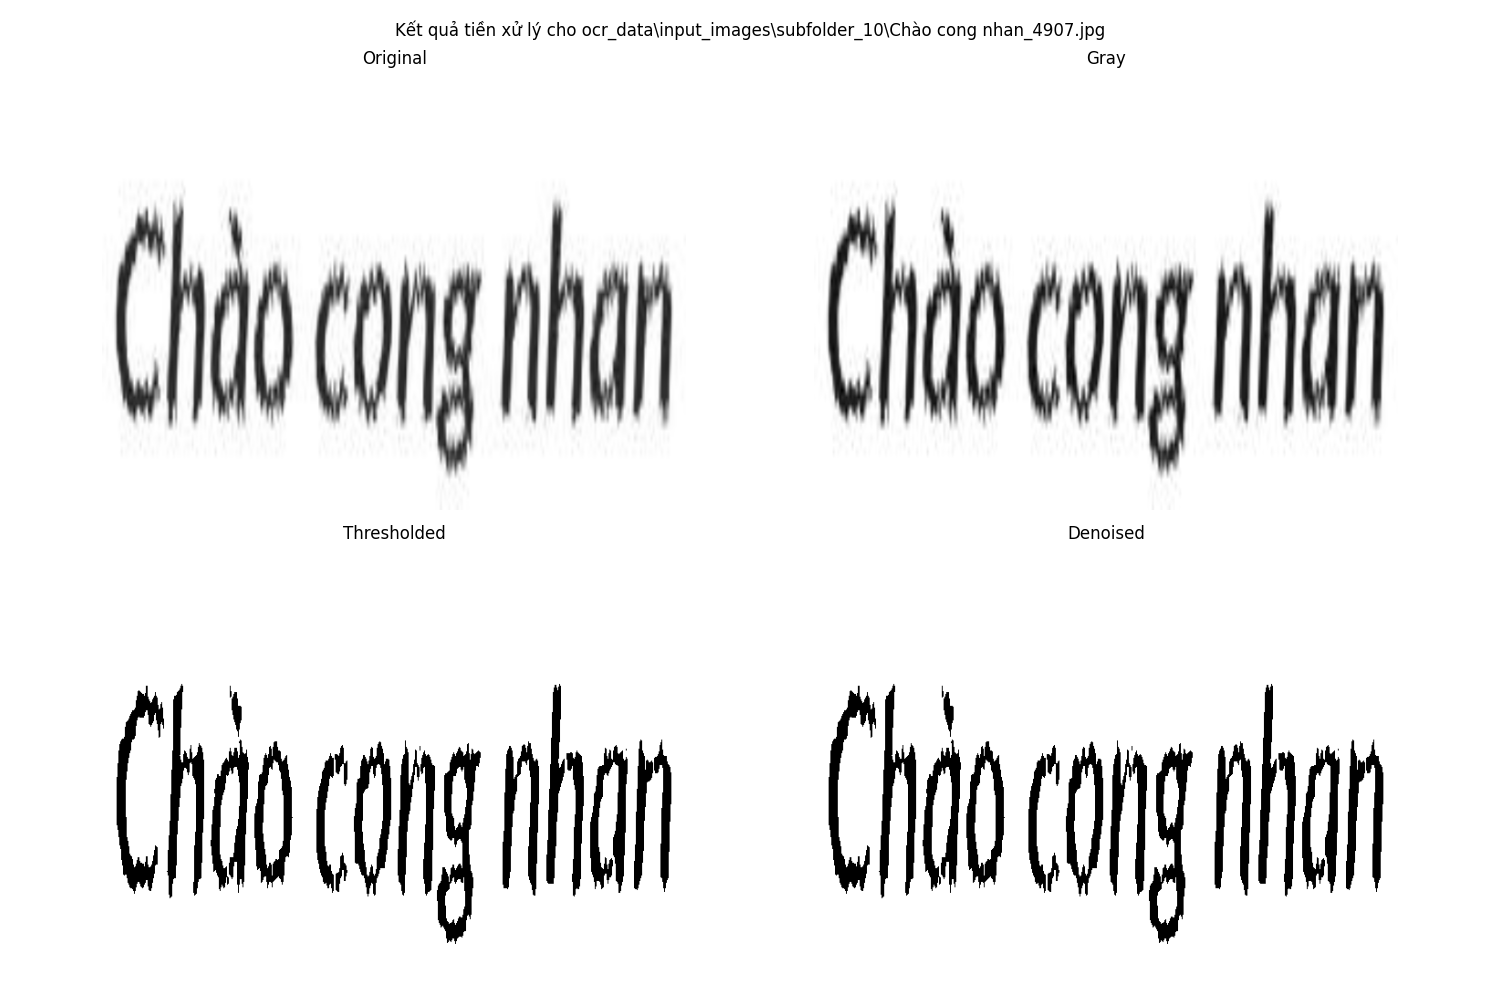 Kết quả tiền xử lý cho ocr_data\input_images\subfolder_10\Chào cong nhan_4907.jpg
Original
Gray
Chào cong nhan
Chào cong nhan
Thresholded
Denoised
Chào cong nhan
Chào cong nhan